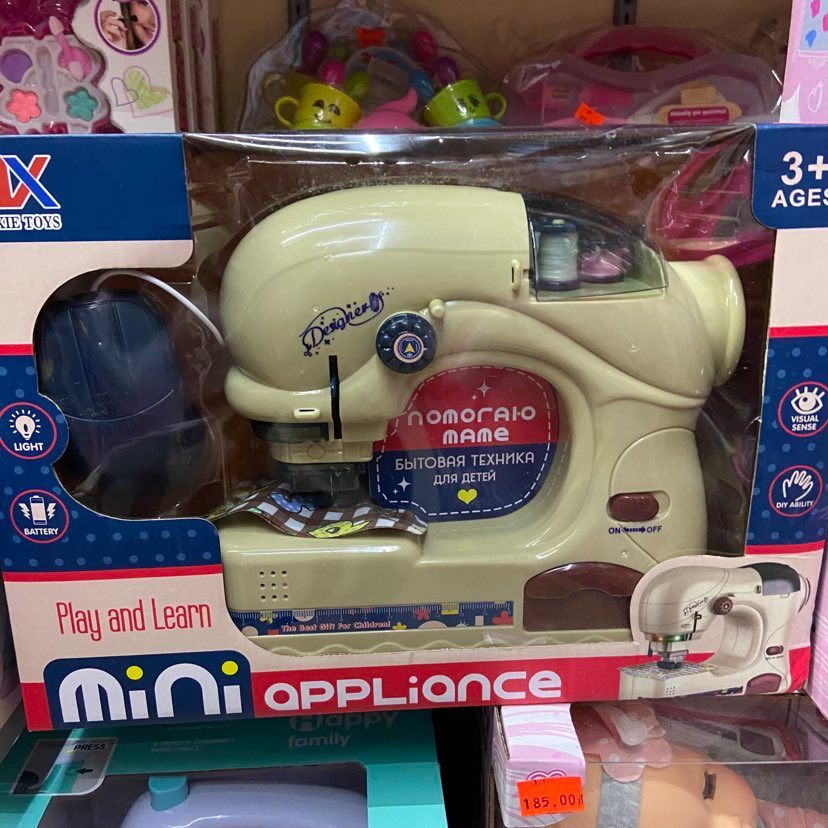 3+
AGES
KIE TOYS
Designer
помогаю
маме
БЫТОВАЯ ТЕХНИКА
ДЛЯ ДЕТЕЙ
LIGHT
BATTERY
VISUAL
SENSE
DIY ABILITY
ON OFF
Play and Learn
The Best Gift For Children!
Mini APPLiANCE
PRESS
Happy
family
185.00